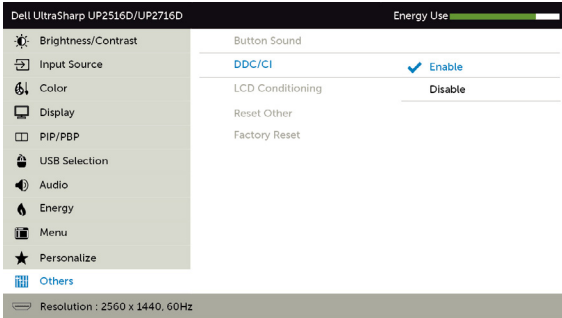 Dell UltraSharp UP2516D/UP2716D
Energy Use
Brightness/Contrast
Input Source
Color
Display
PIP/PBP
USB Selection
Audio
Energy
Menu
Personalize
Others
Button Sound
DDC/CI
LCD Conditioning
Reset Other
Factory Reset
Enable
Disable
Resolution : 2560 x 1440, 60Hz